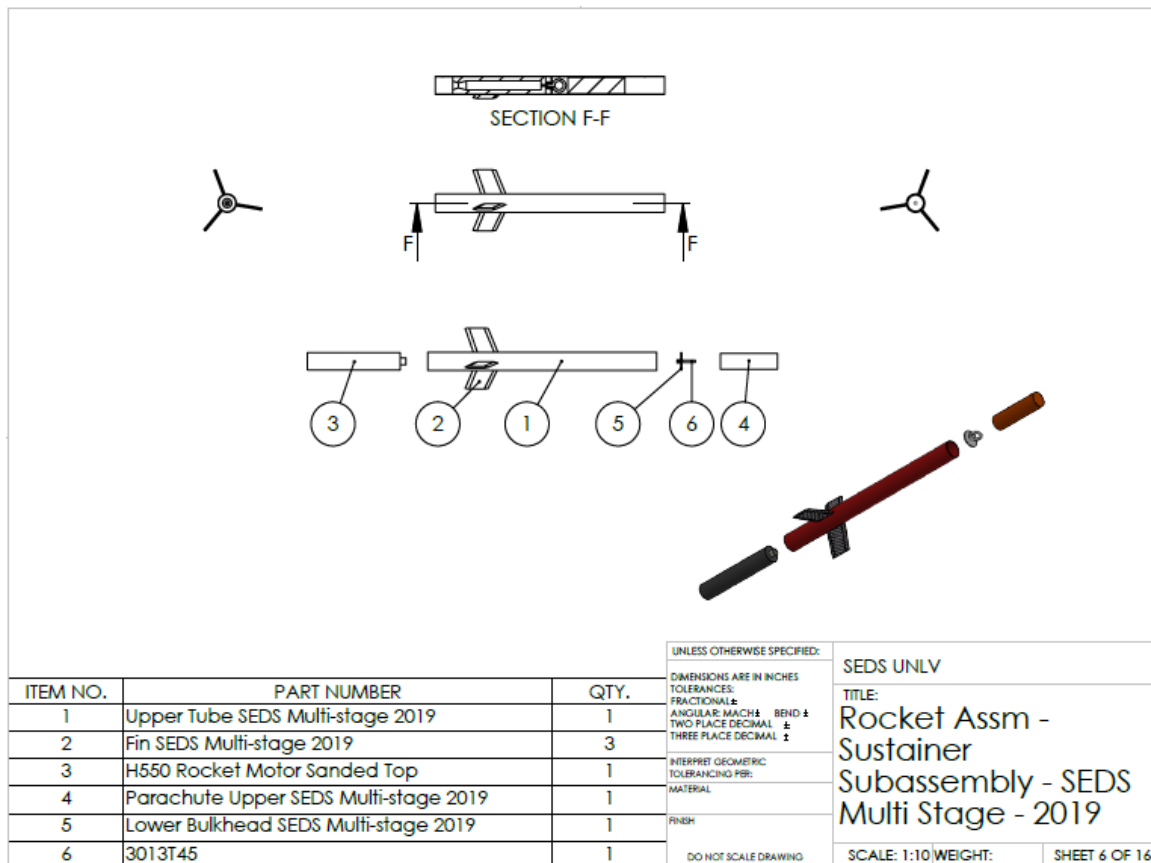 SECTION F-F
F F
3 2 1 5 6 4
ITEM NO. PART NUMBER QTY.
1 Upper Tube SEDS Multi-stage 2019 1
2 Fin SEDS Multi-stage 2019 3
3 H550 Rocket Motor Sanded Top 1
4 Parachute Upper SEDS Multi-stage 2019 1
5 Lower Bulkhead SEDS Multi-stage 2019 1
6 3013T45 1
UNLESS OTHERWISE SPECIFIED:
DIMENSIONS ARE IN INCHES
TOLERANCES:
FRACTIONAL±
ANGULAR: MACH± BEND ±
TWO PLACE DECIMAL ±
THREE PLACE DECIMAL ±
INTERPRET GEOMETRIC
TOLERANCING PER:
MATERIAL
FINISH
DO NOT SCALE DRAWING
SEDS UNLV
TITLE:
Rocket Assm -
Sustainer
Subassembly - SEDS
Multi Stage - 2019
SCALE: 1:10 WEIGHT: SHEET 6 OF 16